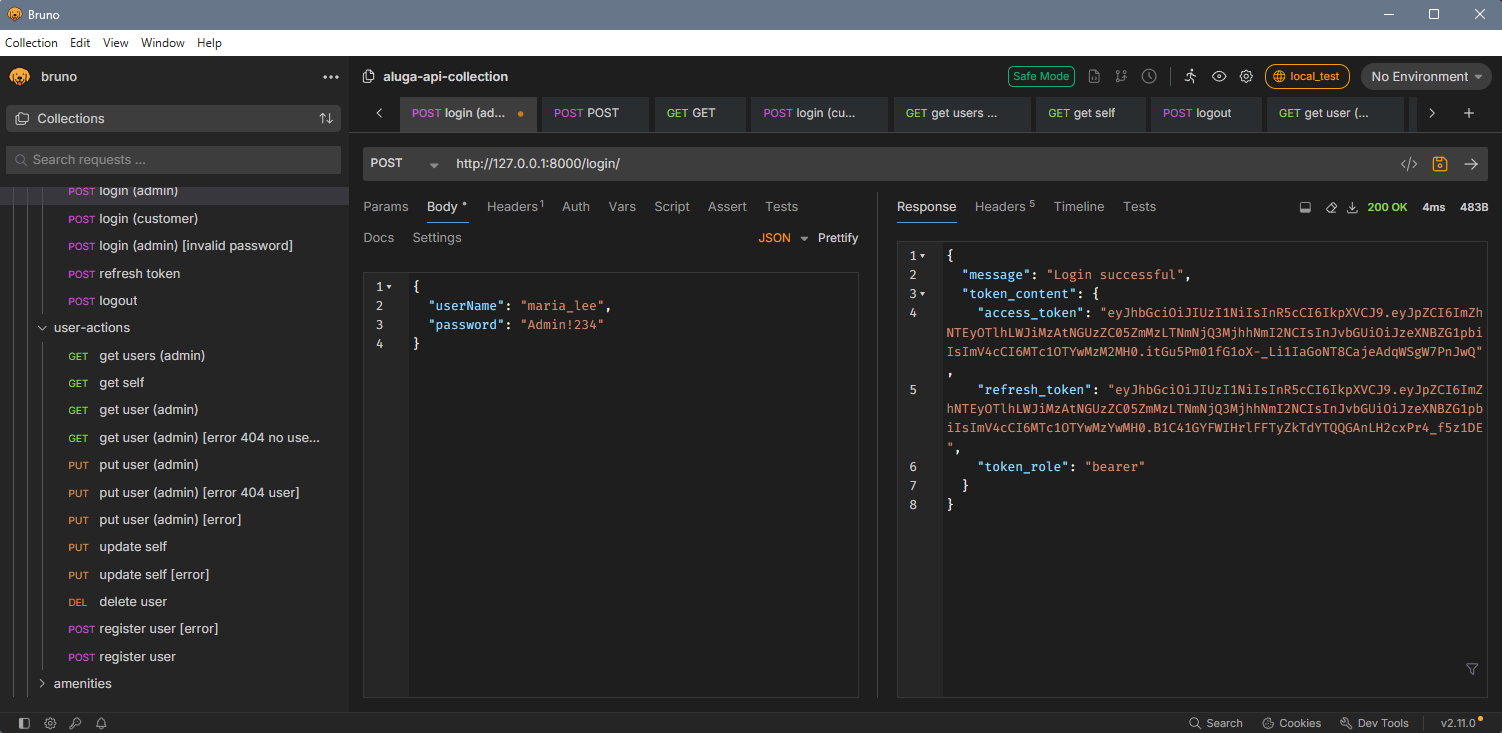 Bruno
Collection Edit View Window Help
bruno
Collections
Search requests ...
POST login (admin)
POST login (customer)
POST login (admin) [invalid password]
POST refresh token
POST logout
user-actions
GET get users (admin)
GET get self
GET get user (admin)
GET get user (admin) [error 404 no use...
PUT put user (admin)
PUT put user (admin) [error 404 user]
PUT put user (admin) [error]
PUT update self
PUT update self [error]
DEL delete user
POST register user [error]
POST register user
amenities
aluga-api-collection
Safe Mode
local_test
No Environment
POST login (ad...
POST POST
GET GET
POST login (cu...
GET get users ...
GET get self
POST logout
GET get user (...
POST http://127.0.0.1:8000/login/
Params Body Headers 1 Auth Vars Script Assert Tests
Docs Settings JSON Prettify
1 {
2 "userName": "maria_lee",
3 "password": "Admin!234"
4 }
Response Headers 5 Timeline Tests 200 OK 4ms 483B
1 {
2 "message": "Login successful",
3 "token_content": {
4 "access_token": "eyJhbGciOiJIUzI1NiIsInR5cCI6IkpXVCJ9.eyJpZCI6ImZh
NTEyOTlhLWJiMzAtNGUzZC05ZmMzLTNmNjQ3MjhhNmI2NCIsInJvbGUiOiJzeXNBZG1pbi
IsImV4cCI6MTc1OTYwMzM2MH0.itGu5Pm01fG1oX-_Li1IaGoNT8CajeAdqWSgW7PnJwQ"
,
5 "refresh_token": "eyJhbGciOiJIUzI1NiIsInR5cCI6IkpXVCJ9.eyJpZCI6ImZ
hNTEyOTlhLWJiMzAtNGUzZC05ZmMzLTNmNjQ3MjhhNmI2NCIsInJvbGUiOiJzeXNBZG1pb
iIsImV4cCI6MTc1OTYwMzYwMH0.B1C41GYFWIHrlFFTyZkTdYTQQGAnLH2cxPr4_f5z1DE
",
6 "token_role": "bearer"
7 }
8 }
Search Cookies Dev Tools v2.11.0